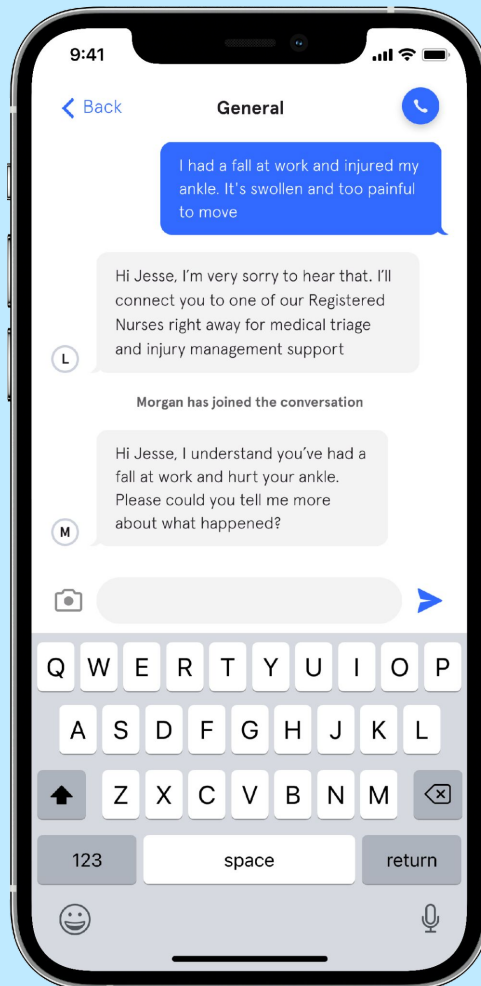 9:41
Back
General
I had a fall at work and injured my
ankle. It's swollen and too painful
to move
Hi Jesse, I'm very sorry to hear that. I'll
connect you to one of our Registered
Nurses right away for medical triage
and injury management support
L
Morgan has joined the conversation
Hi Jesse, I understand you've had a
fall at work and hurt your ankle.
Please could you tell me more
about what happened?
M
Q W E R T Y U I O P
A S D F G H J K L
Z X C V B N M
123 space return